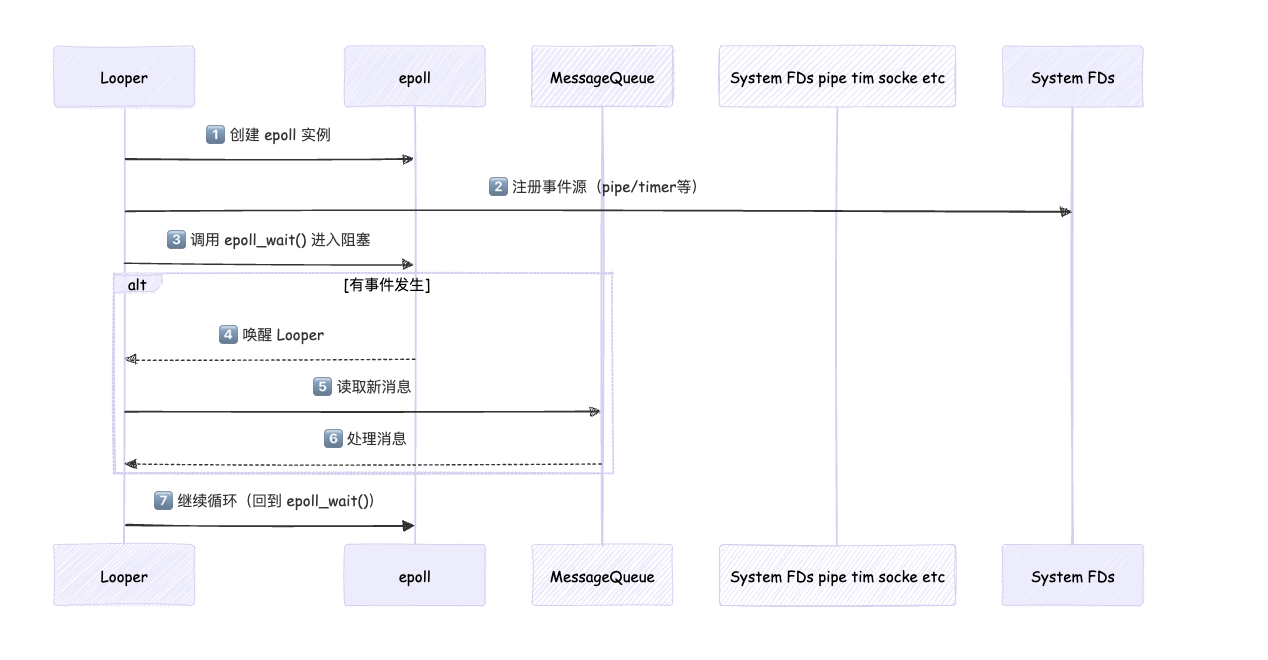 Looper
epoll
MessageQueue
System FDs pipe tim socke etc
System FDs
1 创建 epoll 实例
2 注册事件源（pipe/timer等）
3 调用 epoll_wait() 进入阻塞
alt
[有事件发生]
4 唤醒 Looper
5 读取新消息
6 处理消息
7 继续循环（回到 epoll_wait()）
Looper
epoll
MessageQueue
System FDs pipe tim socke etc
System FDs